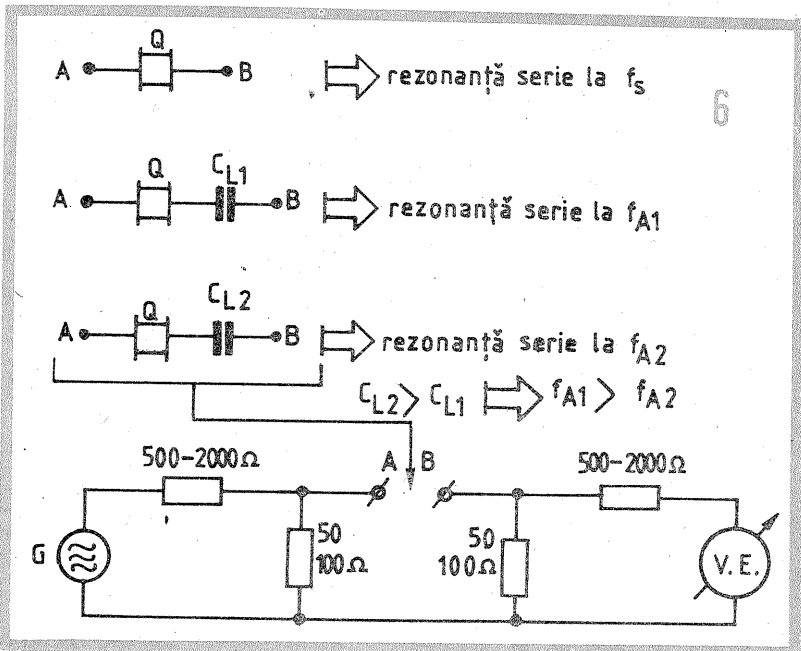 Q
A B rezonanță serie la fS
6
Q CL1
A B rezonanță serie la fA1
Q CL2
A B rezonanță serie la fA2
CL2 > CL1 fA1 > fA2
500-2000Ω A B 500-2000Ω
G 50 100Ω 50 100Ω V.E.